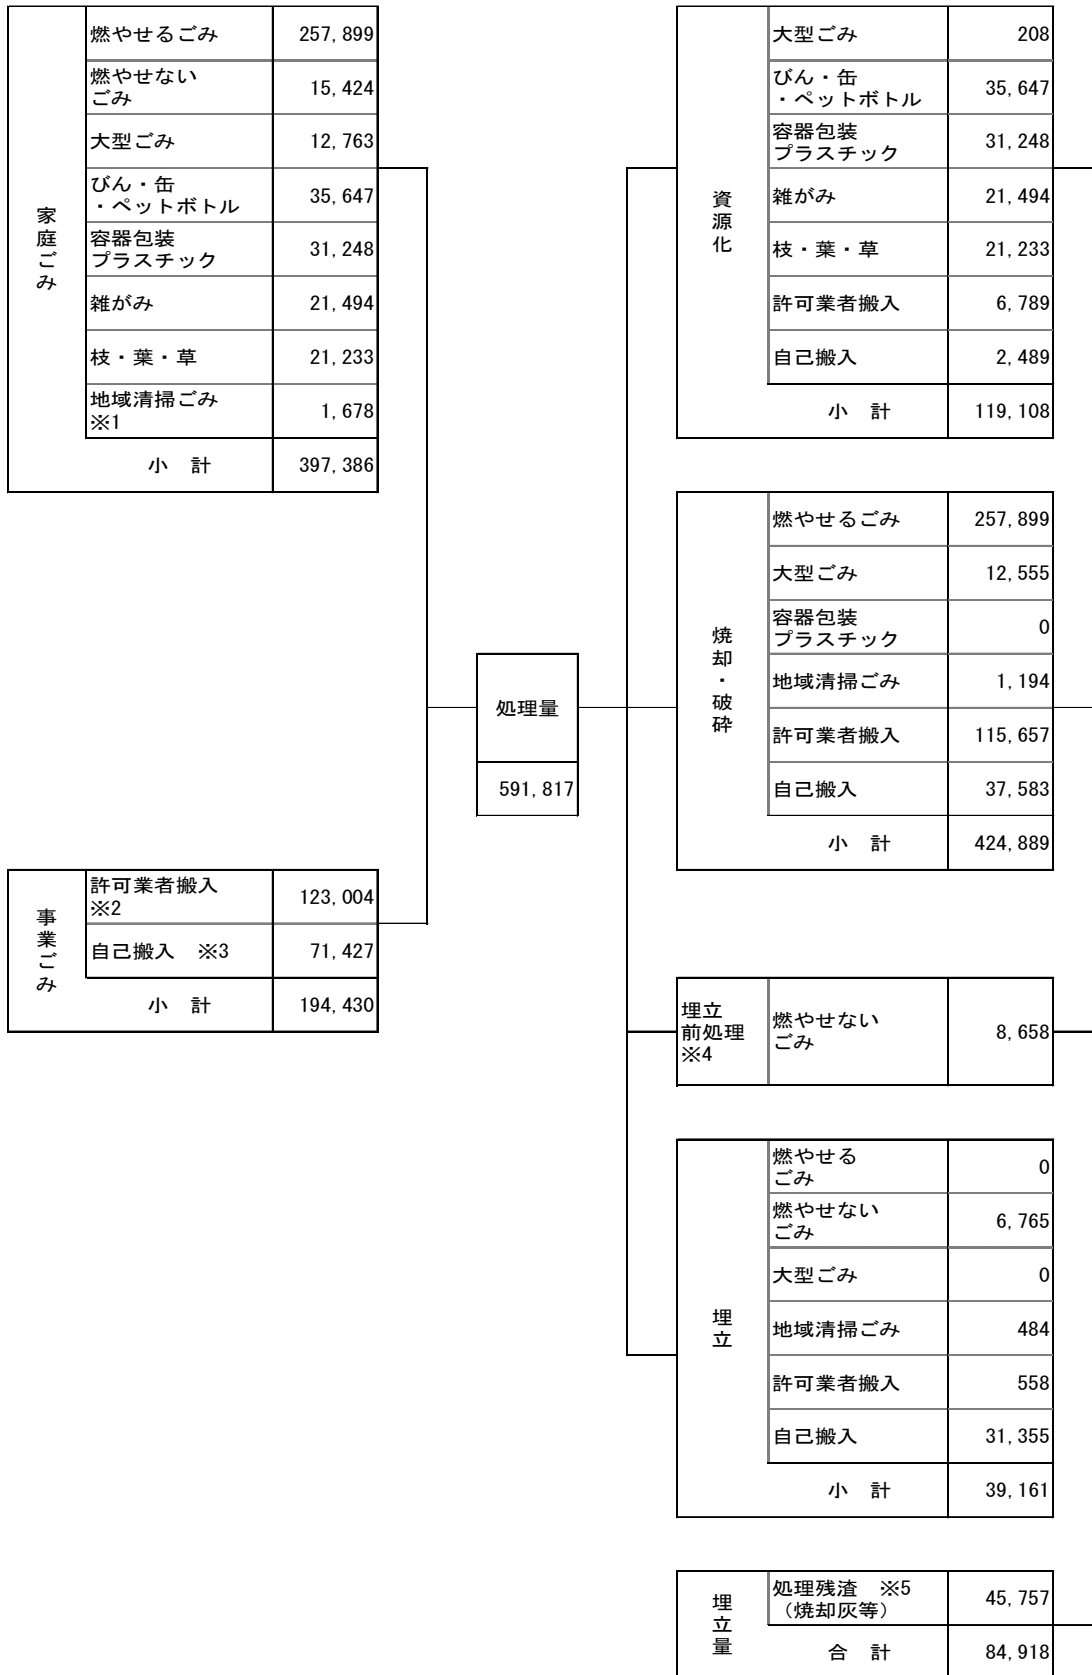 家庭ごみ
燃やせるごみ 257,899
燃やせない
ごみ 15,424
大型ごみ 12,763
びん・缶
・ペットボトル 35,647
容器包装
プラスチック 31,248
雑がみ 21,494
枝・葉・草 21,233
地域清掃ごみ
※1 1,678
小 計 397,386
事業ごみ
許可業者搬入
※2 123,004
自己搬入 ※3 71,427
小 計 194,430
処理量
591,817
資源化
大型ごみ 208
びん・缶
・ペットボトル 35,647
容器包装
プラスチック 31,248
雑がみ 21,494
枝・葉・草 21,233
許可業者搬入 6,789
自己搬入 2,489
小 計 119,108
焼却・破砕
燃やせるごみ 257,899
大型ごみ 12,555
容器包装
プラスチック 0
地域清掃ごみ 1,194
許可業者搬入 115,657
自己搬入 37,583
小 計 424,889
埋立
前処理
※4
燃やせない
ごみ 8,658
埋立
燃やせる
ごみ 0
燃やせない
ごみ 6,765
大型ごみ 0
地域清掃ごみ 484
許可業者搬入 558
自己搬入 31,355
小 計 39,161
埋立量
処理残渣 ※5
(焼却灰等) 45,757
合 計 84,918